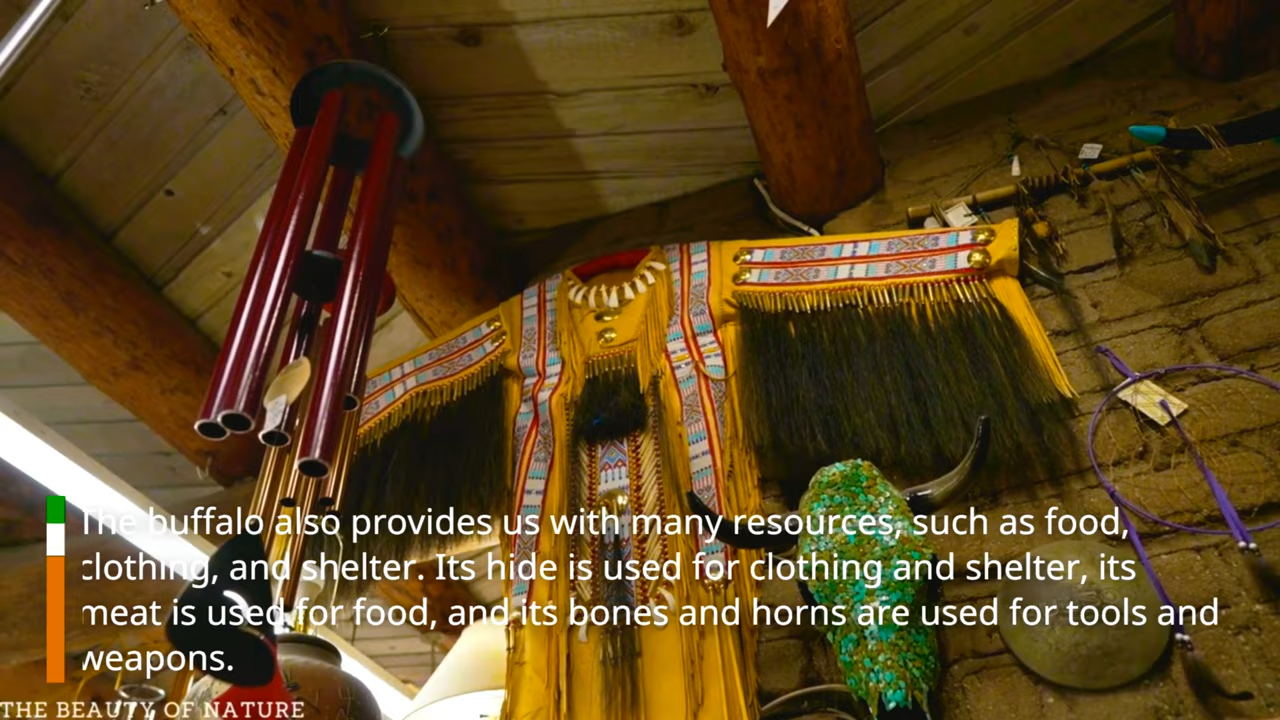 The buffalo also provides us with many resources, such as food,
clothing, and shelter. Its hide is used for clothing and shelter, its
meat is used for food, and its bones and horns are used for tools and
weapons.
THE BEAUTY OF NATURE